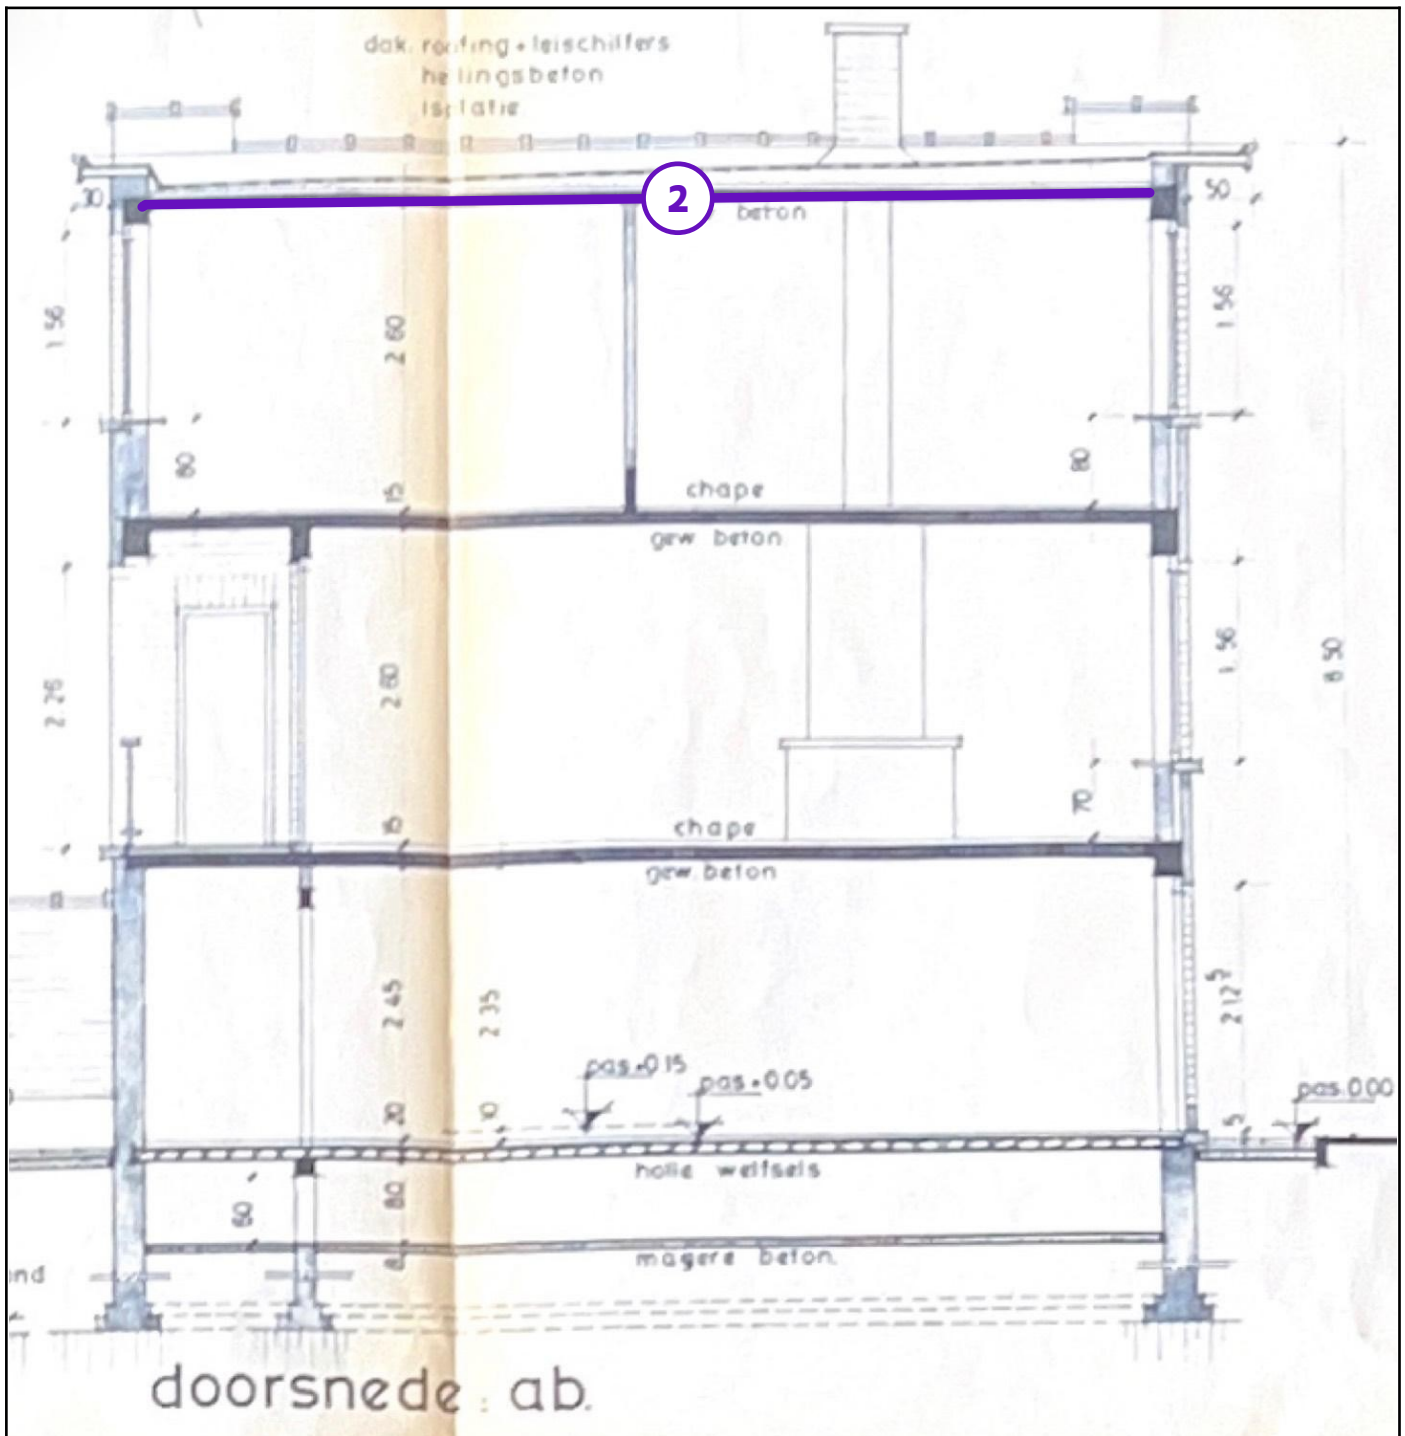 dak. roofing + leischilfers
hellingsbeton
isolatie
2
30
50
beton
1.56
2 60
1.56
80
80
15
chape
gew beton
2.26
2 60
1.56
8 50
70
15
chape
gew. beton
2 45
2 35
2 12⁵
pas.+0.15
pas.+0.05
pas. 0.00
20
10
5
holle welfsels
60
80
8
magere beton.
nd
doorsnede : ab.